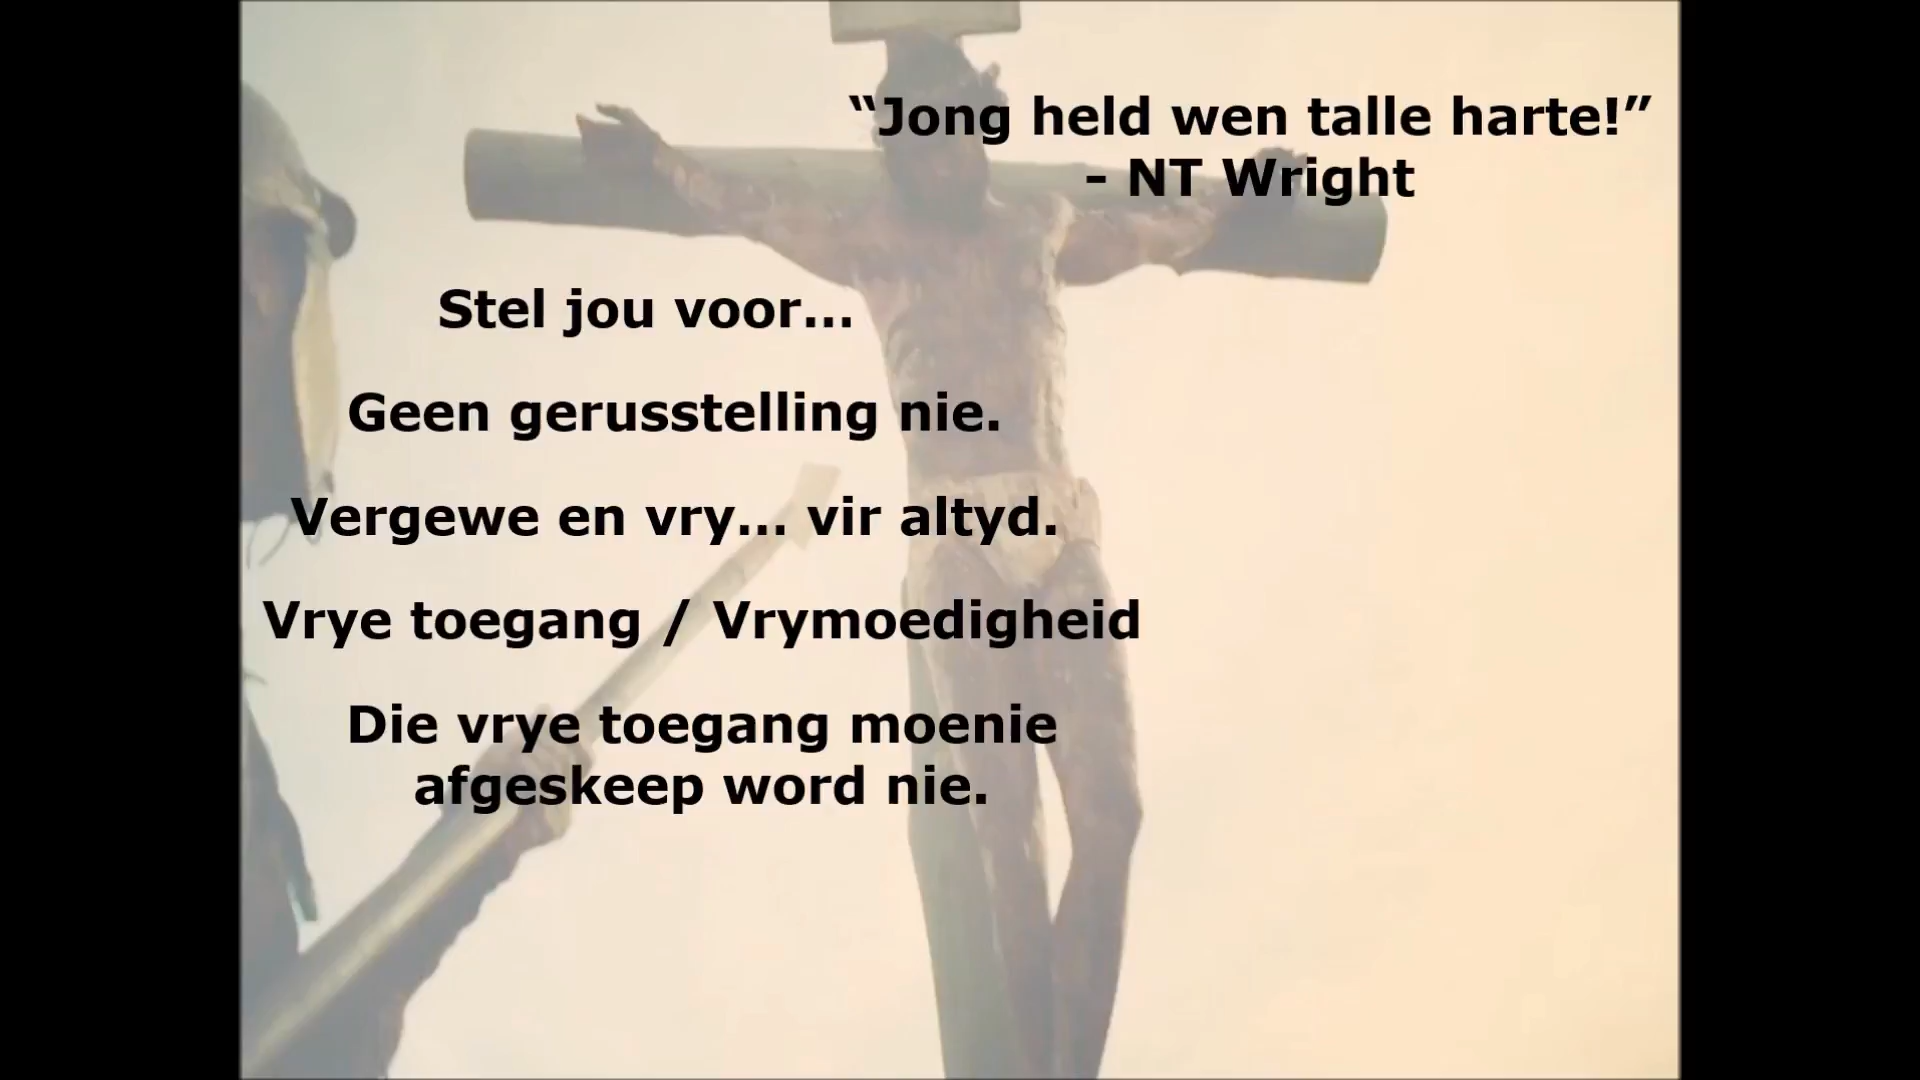 “Jong held wen talle harte!”
- NT Wright
Stel jou voor…
Geen gerusstelling nie.
Vergewe en vry… vir altyd.
Vrye toegang / Vrymoedigheid
Die vrye toegang moenie
afgeskeep word nie.